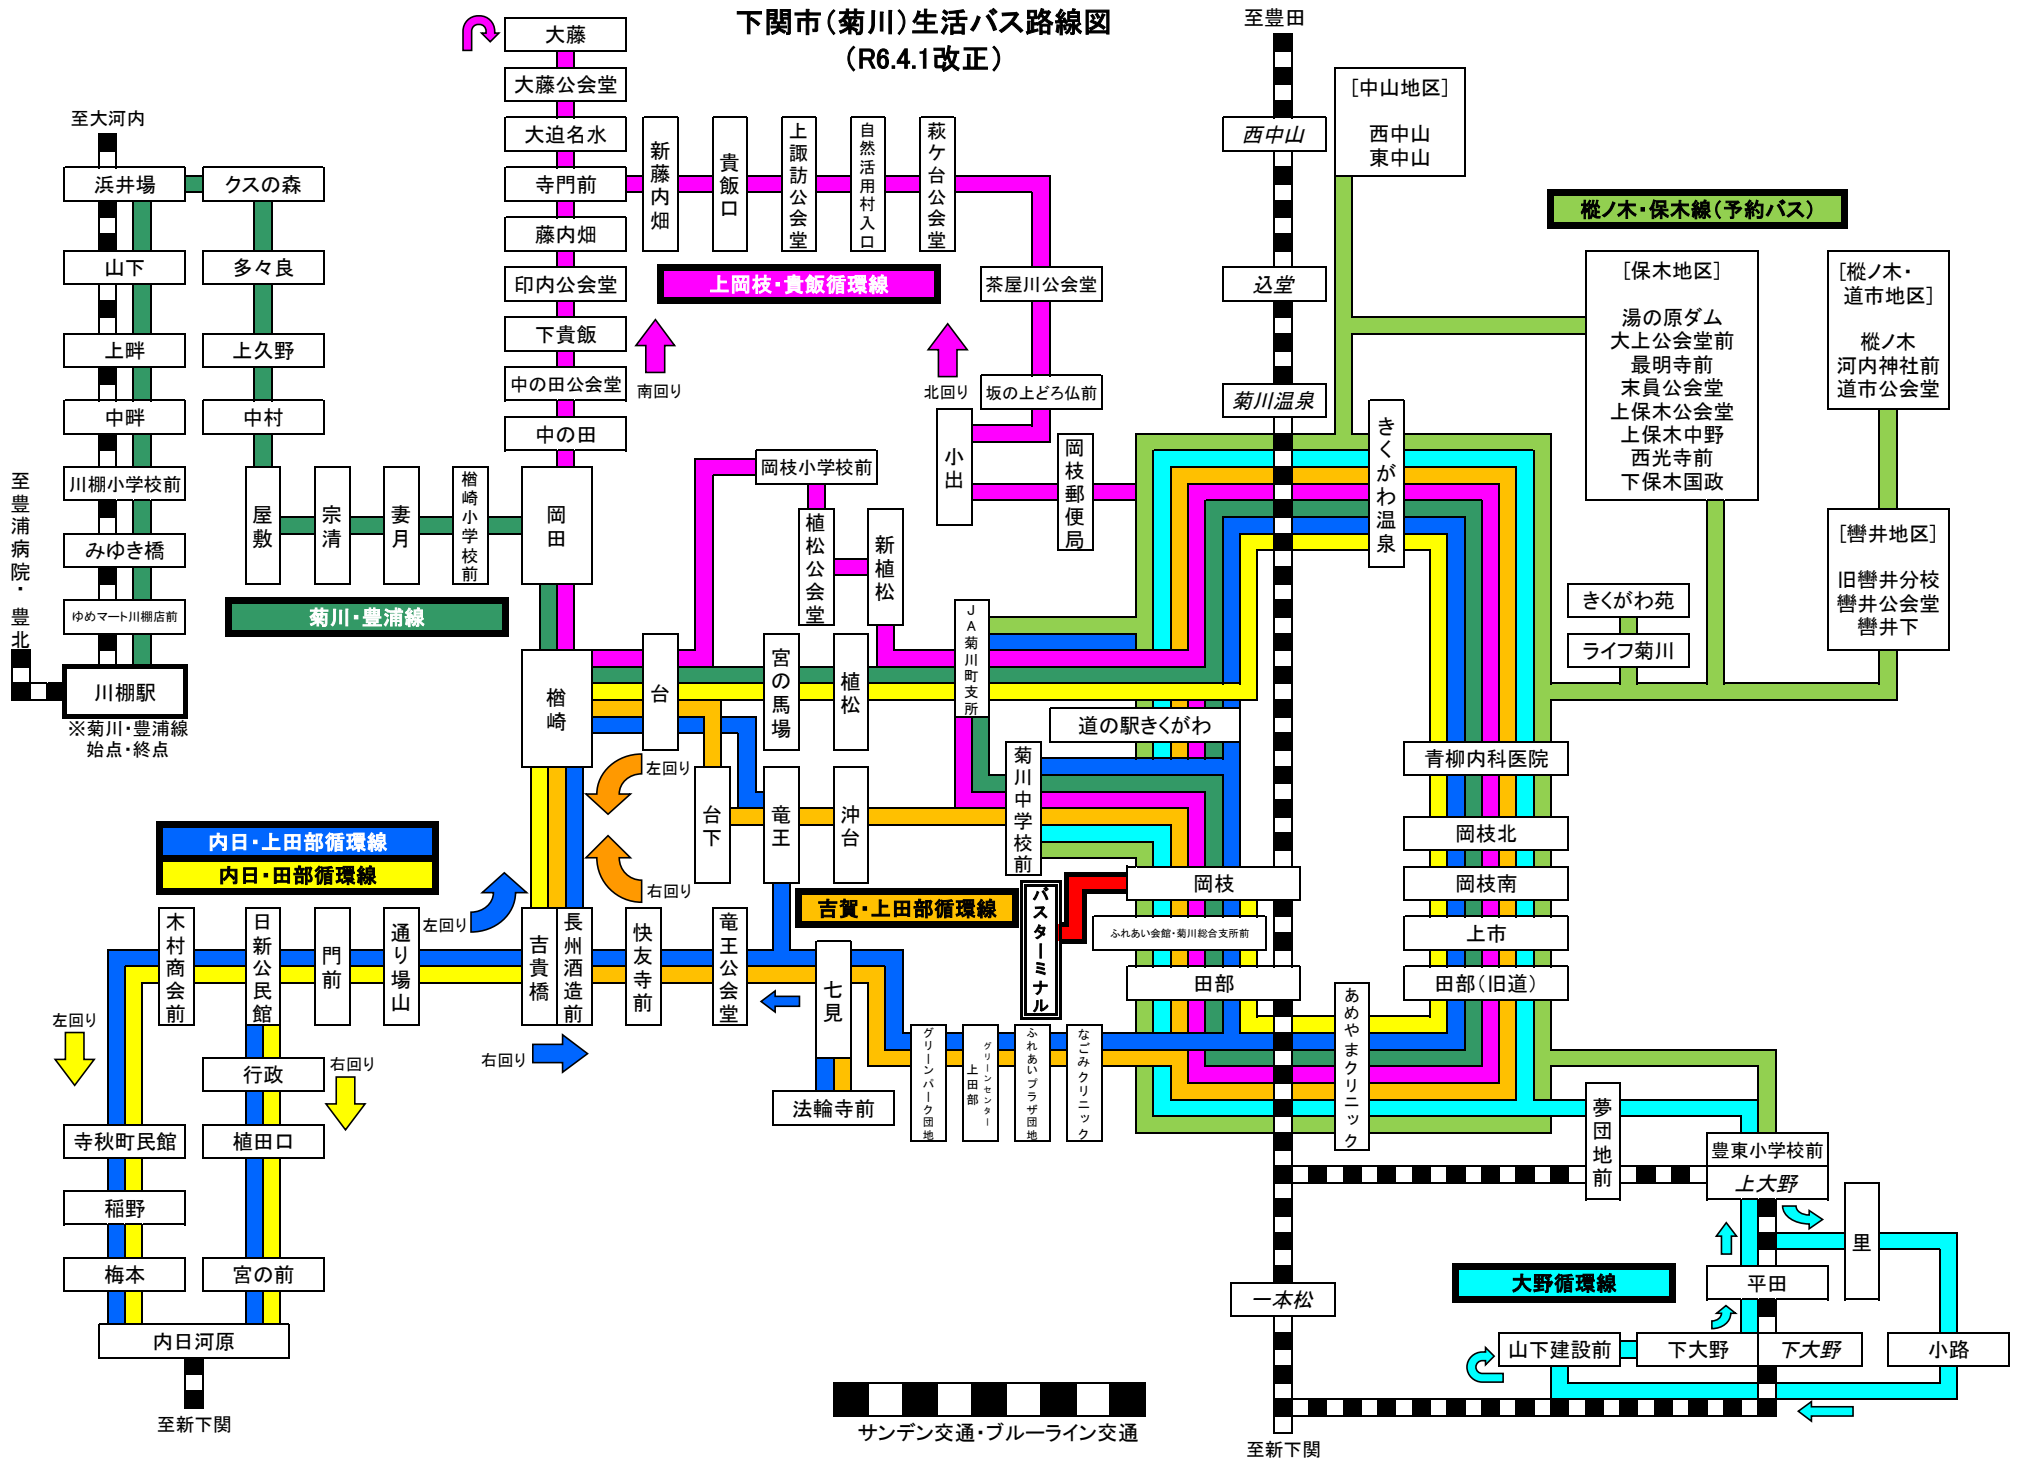 下関市(菊川)生活バス路線図
(R6.4.1改正)
至豊田
大藤
大藤公会堂
大迫名水
寺門前
藤内畑
印内公会堂
下貴飯
中の田公会堂
中の田
岡田
新藤内畑
貴飯口
上諏訪公会堂
自然活用村入口
萩ケ台公会堂
茶屋川公会堂
坂の上どろ仏前
小出
岡枝郵便局
上岡枝・貴飯循環線
南回り
北回り
西中山
込堂
菊川温泉
きくがわ温泉
[中山地区]
西中山
東中山
樅ノ木・保木線(予約バス)
[保木地区]
湯の原ダム
大上公会堂前
最明寺前
末員公会堂
上保木公会堂
上保木中野
西光寺前
下保木国政
[樅ノ木・
道市地区]
樅ノ木
河内神社前
道市公会堂
[轡井地区]
旧轡井分校
轡井公会堂
轡井下
きくがわ苑
ライフ菊川
至大河内
浜井場
クスの森
山下
多々良
上畔
上久野
中畔
中村
川棚小学校前
みゆき橋
ゆめマート川棚店前
川棚駅
※菊川・豊浦線
始点・終点
至豊浦病院・豊北
屋敷
宗清
妻月
楢崎小学校前
菊川・豊浦線
岡枝小学校前
植松公会堂
新植松
楢崎
台
宮の馬場
植松
JA菊川町支所
道の駅きくがわ
菊川中学校前
左回り
右回り
台下
竜王
沖台
内日・上田部循環線
内日・田部循環線
吉賀・上田部循環線
バスターミナル
岡枝
ふれあい会館・菊川総合支所前
田部
青柳内科医院
岡枝北
岡枝南
上市
田部(旧道)
あめやまクリニック
左回り
木村商会前
日新公民館
門前
通り場山
吉貴橋
長州酒造前
快友寺前
竜王公会堂
七見
法輪寺前
グリーンパーク団地
グリーンセンター
上田部
ふれあいプラザ団地
なごみクリニック
左回り
右回り
右回り
行政
植田口
宮の前
寺秋町民館
稲野
梅本
内日河原
至新下関
夢団地前
豊東小学校前
上大野
里
平田
大野循環線
山下建設前
下大野
下大野
小路
一本松
至新下関
サンデン交通・ブルーライン交通